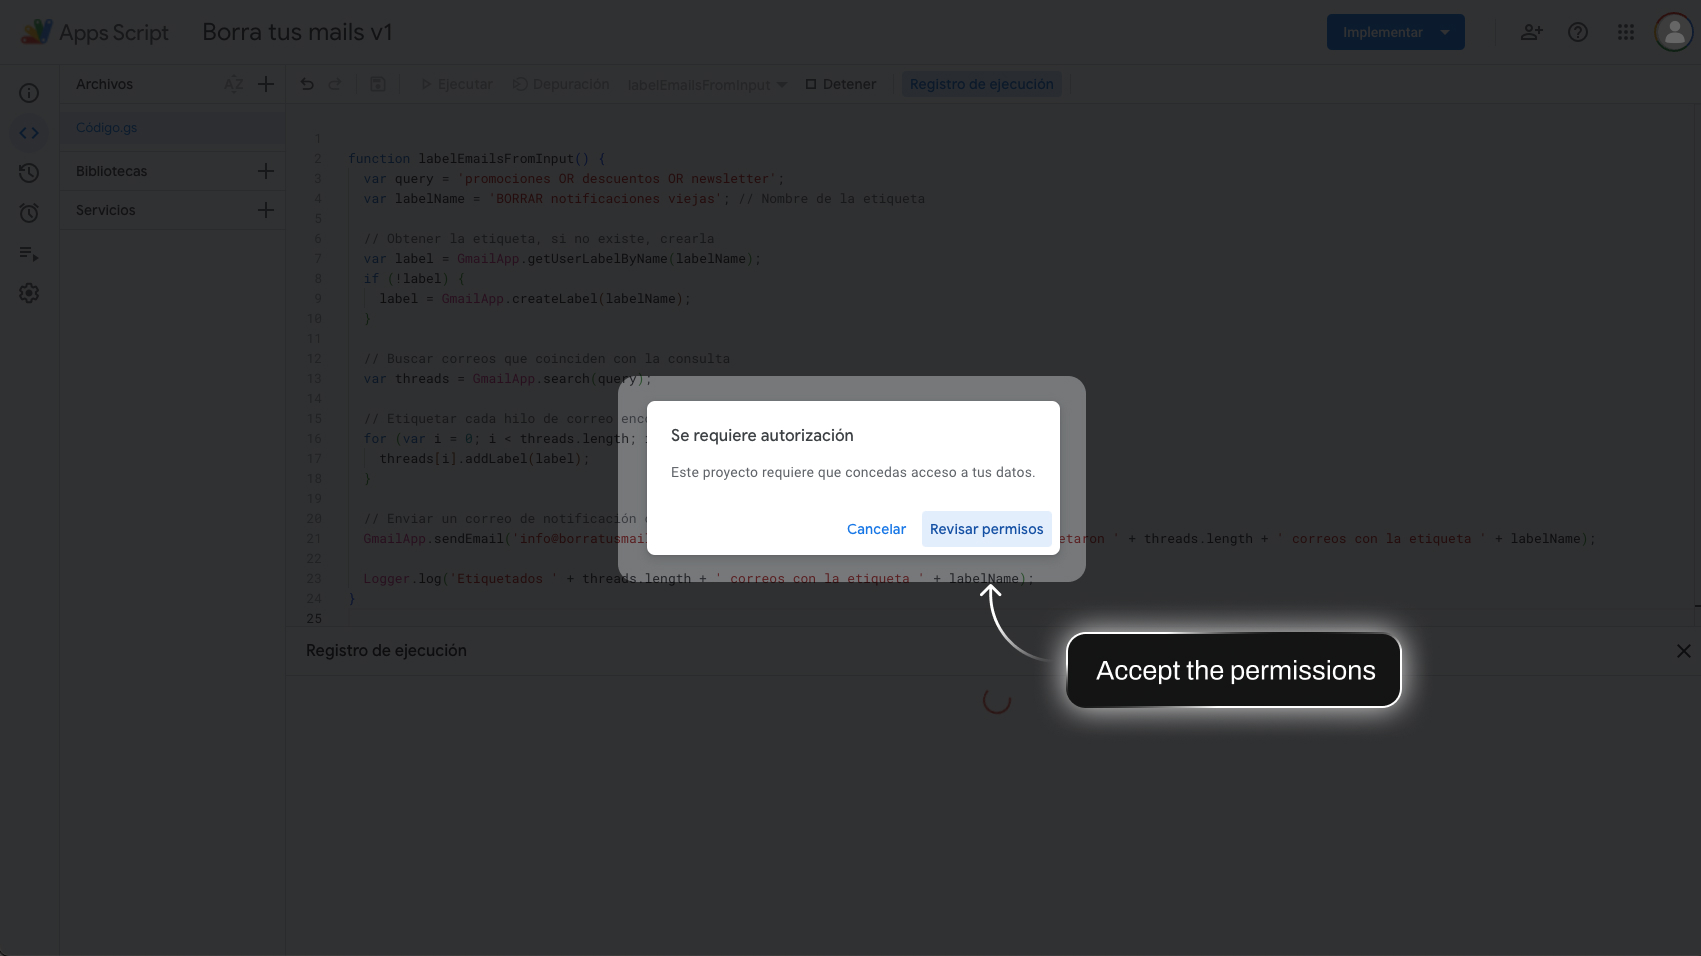 Apps Script
Borra tus mails v1
Implementar
Archivos
AZ
Ejecutar
Depuración
labelEmailsFromInput
Detener
Registro de ejecución
Código.gs
Bibliotecas
Servicios
1
2 function labelEmailsFromInput() {
3 var query = 'promociones OR descuentos OR newsletter';
4 var labelName = 'BORRAR notificaciones viejas'; // Nombre de la etiqueta
5
6 // Obtener la etiqueta, si no existe, crearla
7 var label = GmailApp.getUserLabelByName(labelName);
8 if (!label) {
9 label = GmailApp.createLabel(labelName);
10 }
11
12 // Buscar correos que coinciden con la consulta
13 var threads = GmailApp.search(query);
14
15 // Etiquetar cada hilo de correo enc
16 for (var i = 0; i < threads.length;
17 threads[i].addLabel(label);
18 }
19
20 // Enviar un correo de notificación
21 GmailApp.sendEmail('info@borratusmai etaron ' + threads.length + ' correos con la etiqueta ' + labelName);
22
23 Logger.log('Etiquetados ' + threads.length + ' correos con la etiqueta ' + labelName);
24 }
25
Se requiere autorización
Este proyecto requiere que concedas acceso a tus datos.
Cancelar
Revisar permisos
Registro de ejecución
Accept the permissions